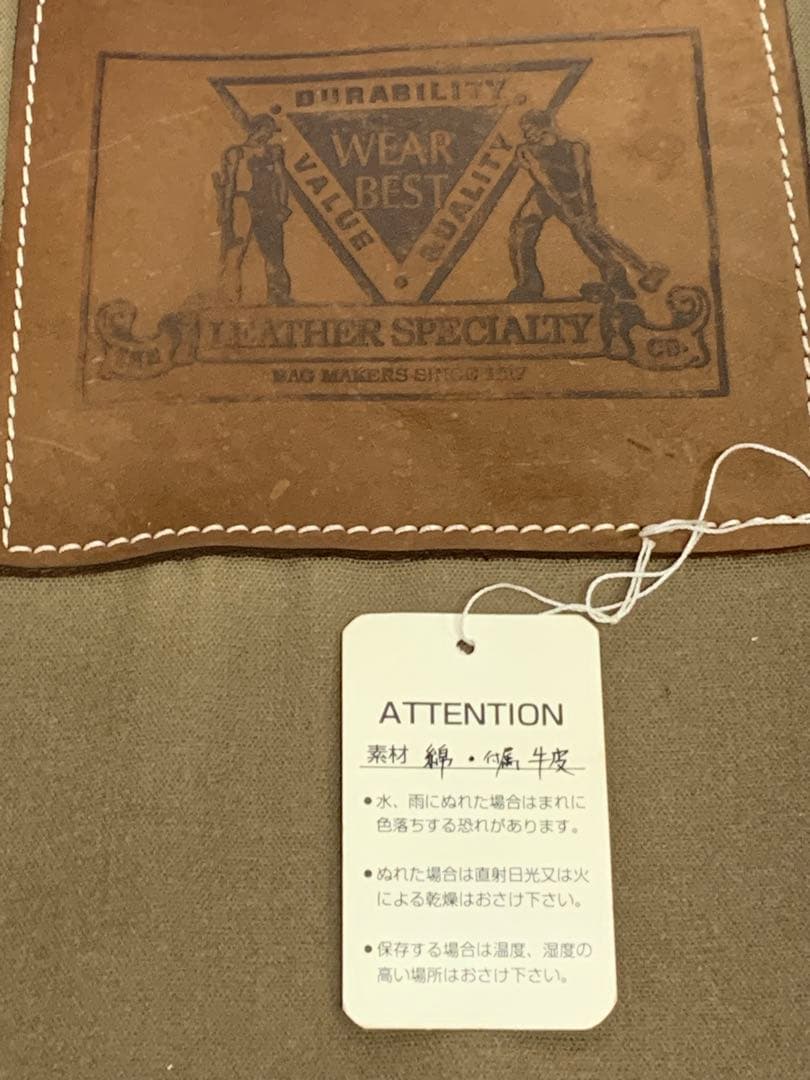 DURABILITY
WEAR
BEST
VALUE
QUALITY
THE
LEATHER SPECIALTY
CO.
BAG MAKERS SINCE
ATTENTION
素材 綿・付属 牛皮
●水、雨にぬれた場合はまれに
色落ちする恐れがあります。
●ぬれた場合は直射日光又は火
による乾燥はおさけ下さい。
●保存する場合は温度、湿度の
高い場所はおさけ下さい。